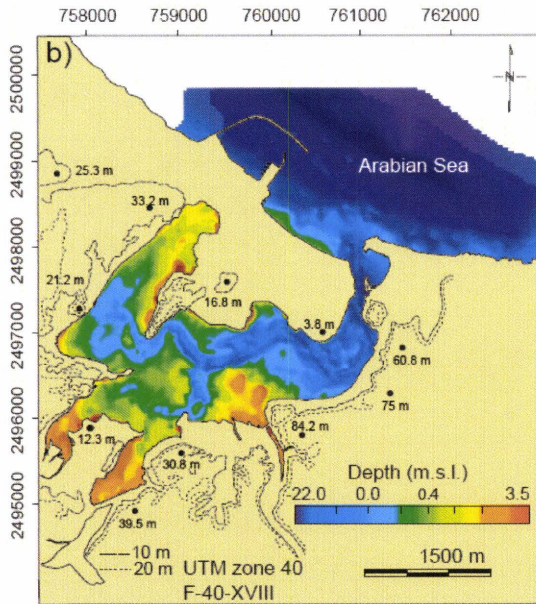 758000 759000 760000 761000 762000
b)
N
2500000
2499000
2498000
2497000
2496000
2495000
Arabian Sea
25.3 m
33.2 m
21.2 m
16.8 m
3.8 m
60.8 m
75 m
84.2 m
12.3 m
30.8 m
39.5 m
Depth (m.s.l.)
22.0 0.0 0.4 3.5
10 m
20 m
UTM zone 40
F-40-XVIII
1500 m